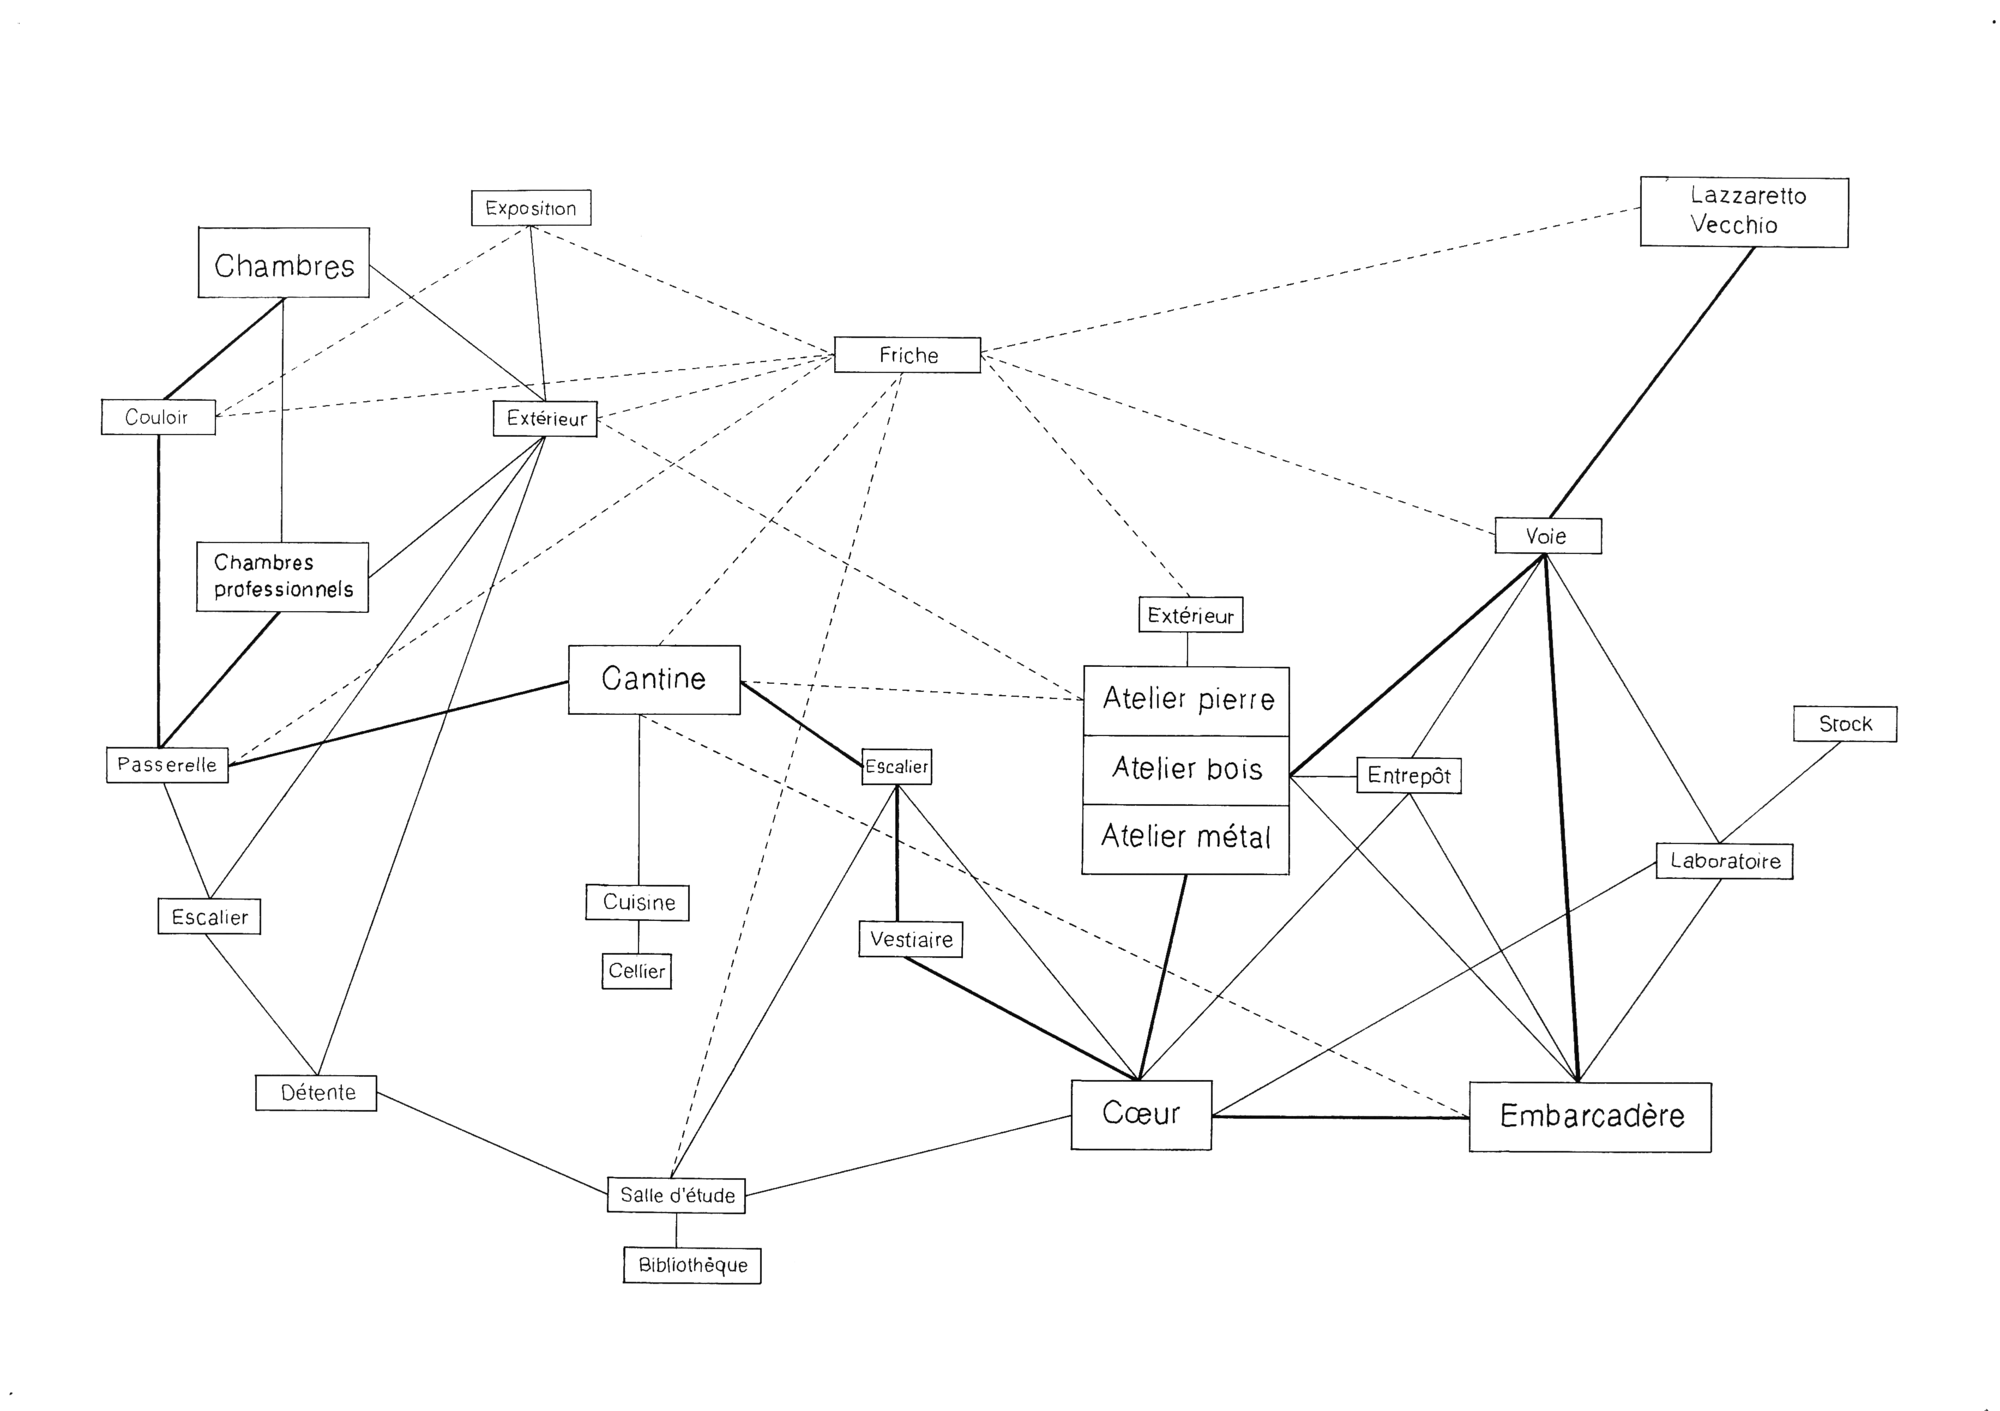 Lazzaretto
Vecchio
Exposition
Chambres
Friche
Couloir
Extérieur
Voie
Chambres
professionnels
Extérieur
Cantine
Atelier pierre
Stock
Passerelle
Escalier
Atelier bois
Entrepôt
Atelier métal
Laboratoire
Cuisine
Escalier
Vestiaire
Cellier
Détente
Cœur
Embarcadère
Salle d'étude
Bibliothèque